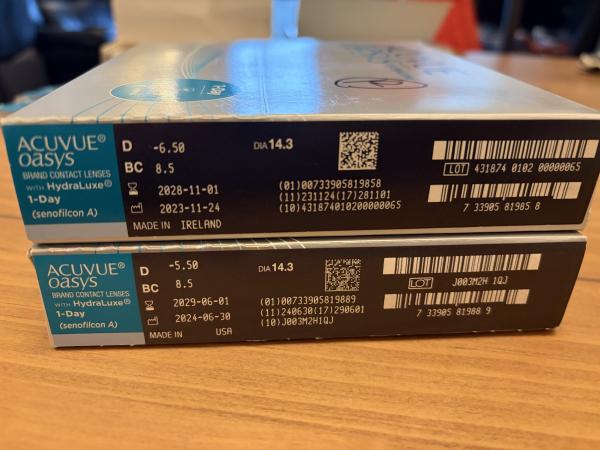 ACUVUE®
oasys
BRAND CONTACT LENSES
WITH HydraLuxe®
1-Day
(senofilcon A)
D -6.50 DIA 14.3
BC 8.5
2028-11-01
2023-11-24
MADE IN IRELAND
(01)00733905819858
(11)231124(17)281101
(10)43187401020000​0065
LOT 431874 0102 00000065
7 33905 81985 8
ACUVUE®
oasys
BRAND CONTACT LENSES
WITH HydraLuxe®
1-Day
(senofilcon A)
D -5.50 DIA 14.3
BC 8.5
2029-06-01
2024-06-30
MADE IN USA
(01)00733905819889
(11)240630(17)290601
(10)J003M2H1QJ
LOT J003M2H 1QJ
7 33905 81988 9